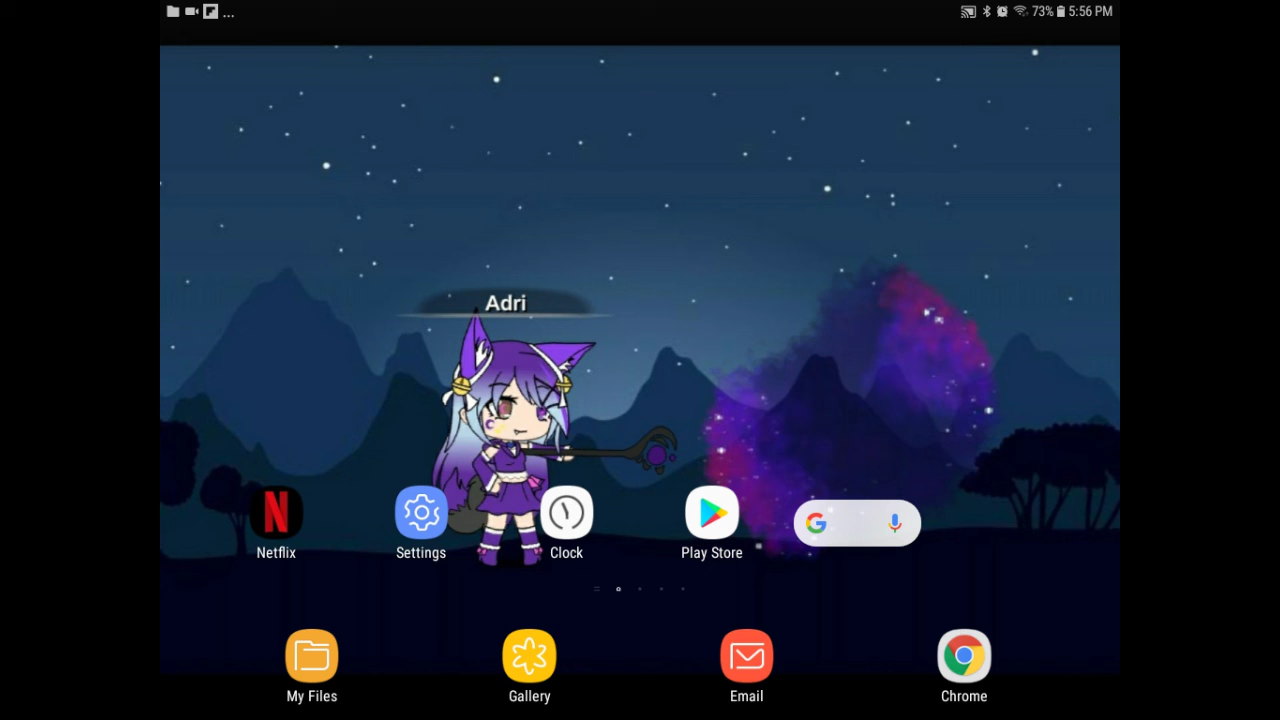 ... 73% 5:56 PM
Adri
Netflix
Settings
Clock
Play Store
My Files
Gallery
Email
Chrome